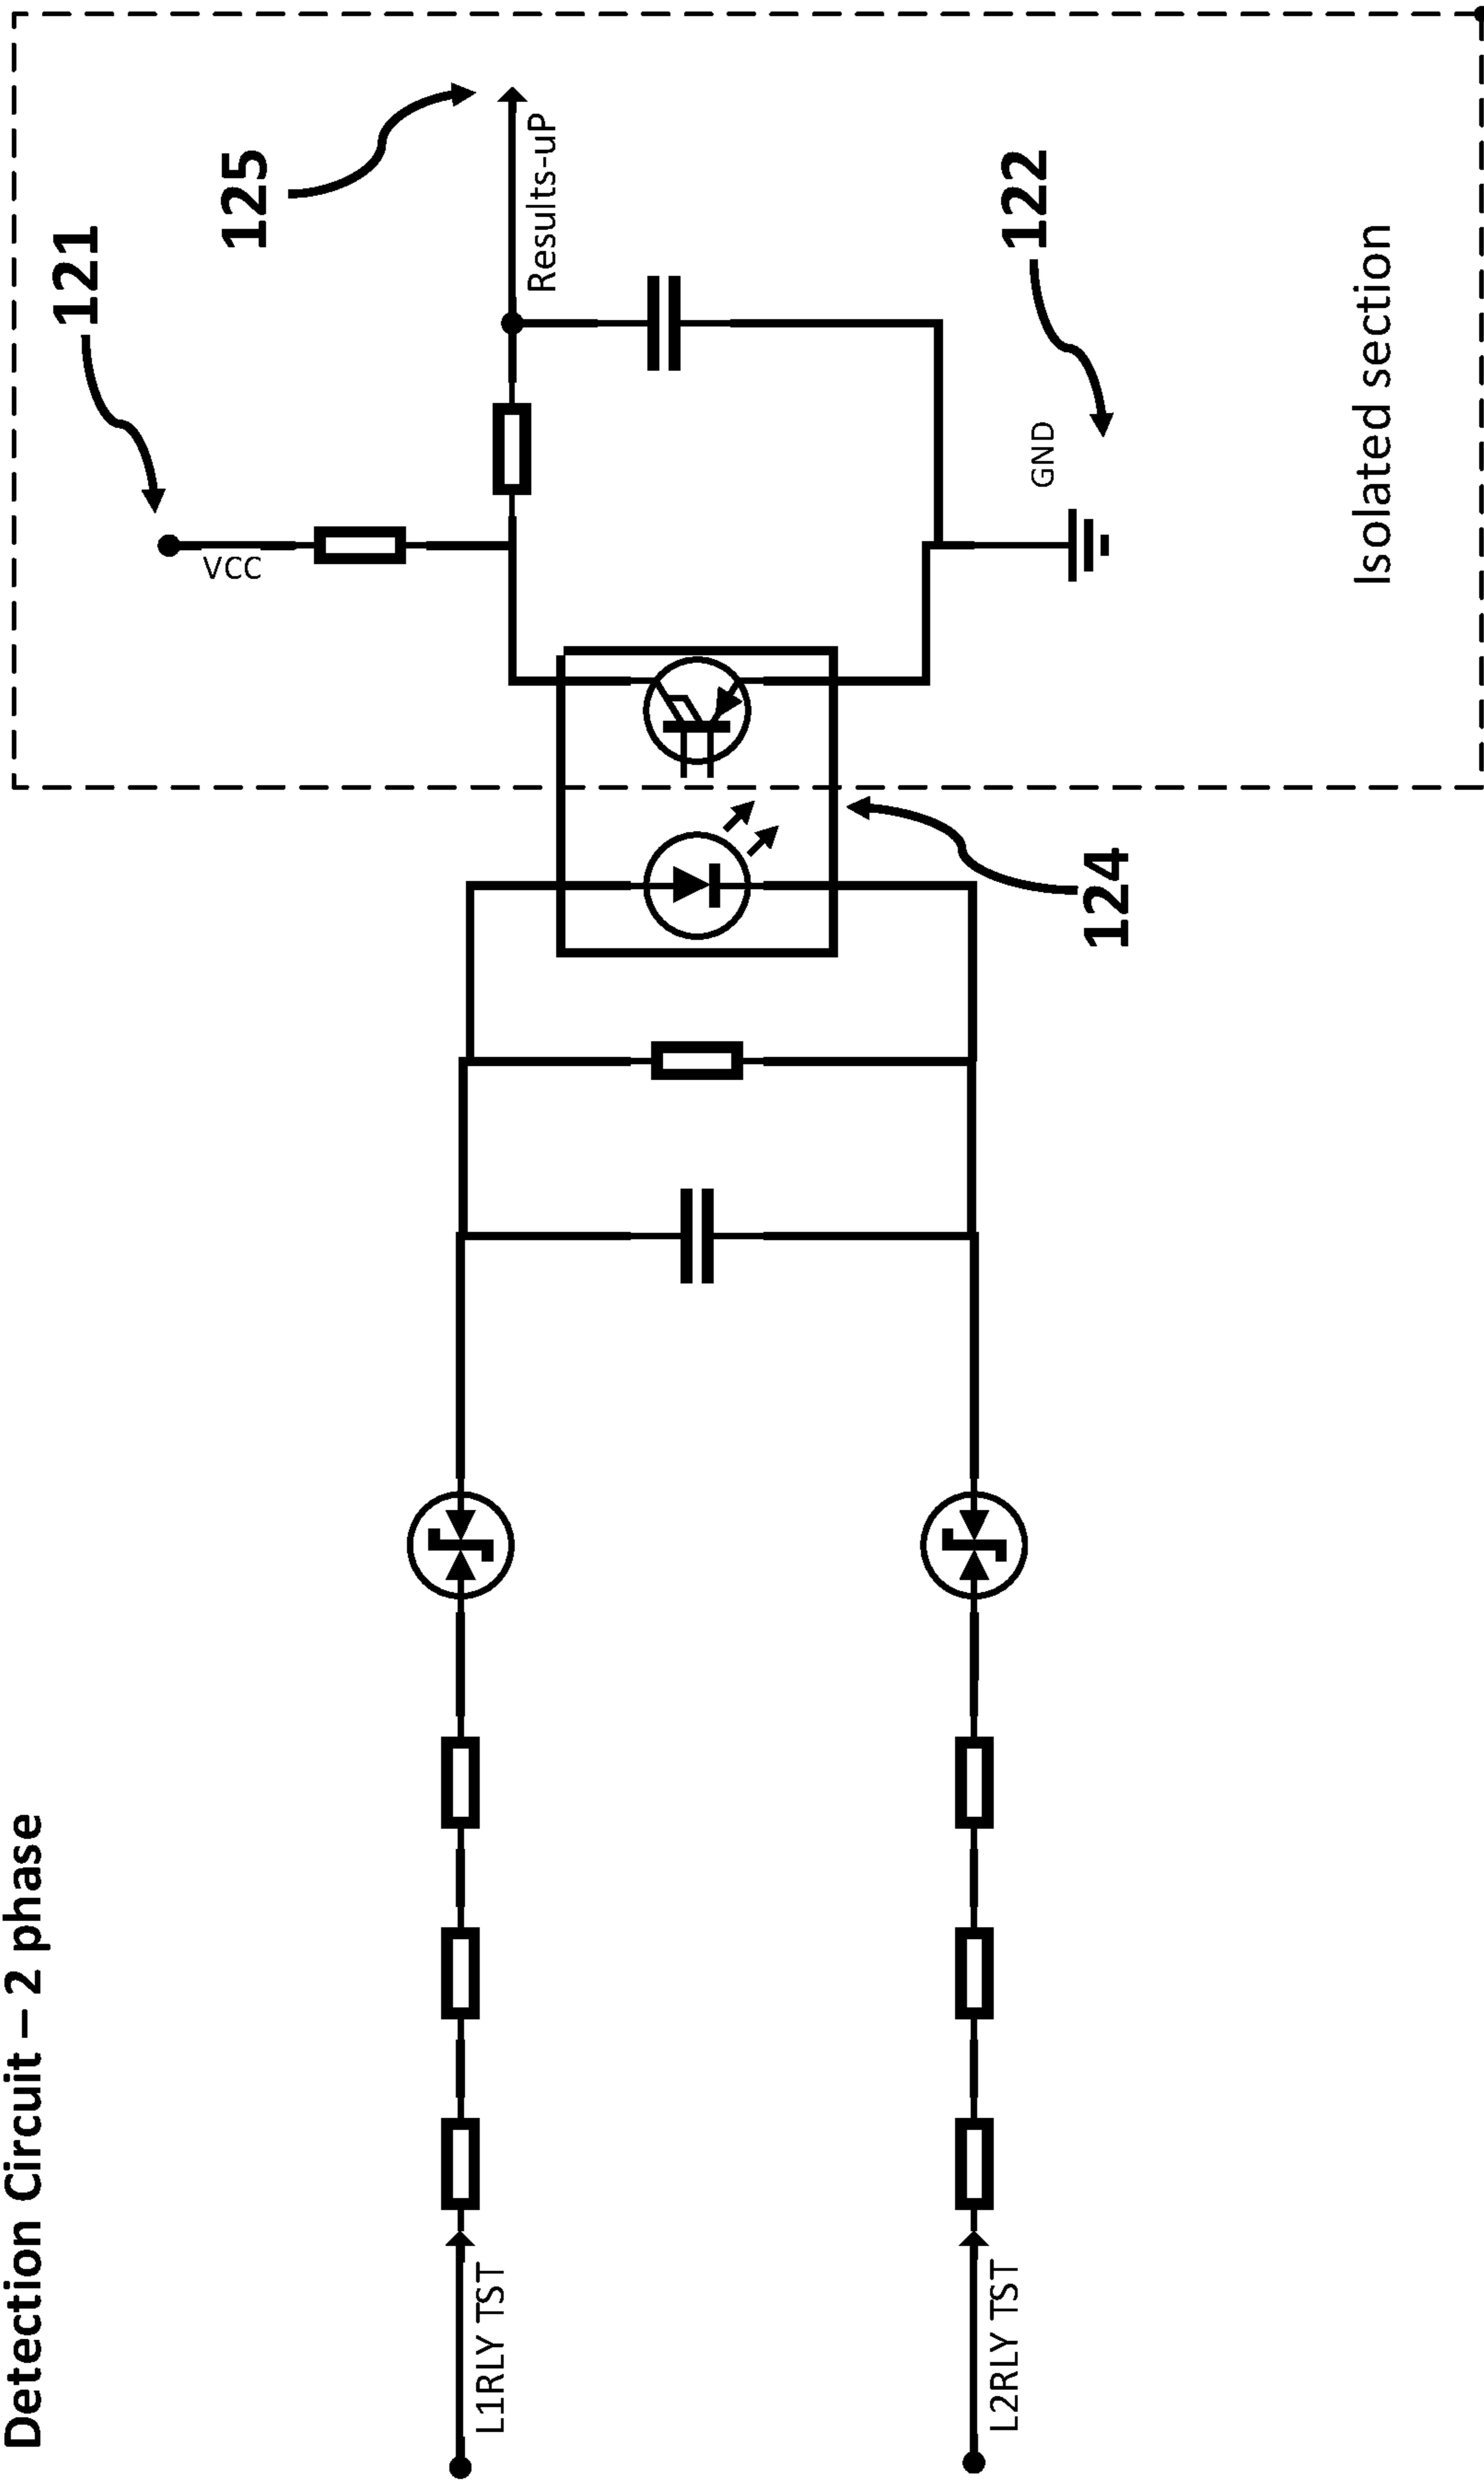 Detection Circuit – 2 phase
121
125
VCC
Results-uP
122
GND
124
L1RLY TST
L2RLY TST
Isolated section